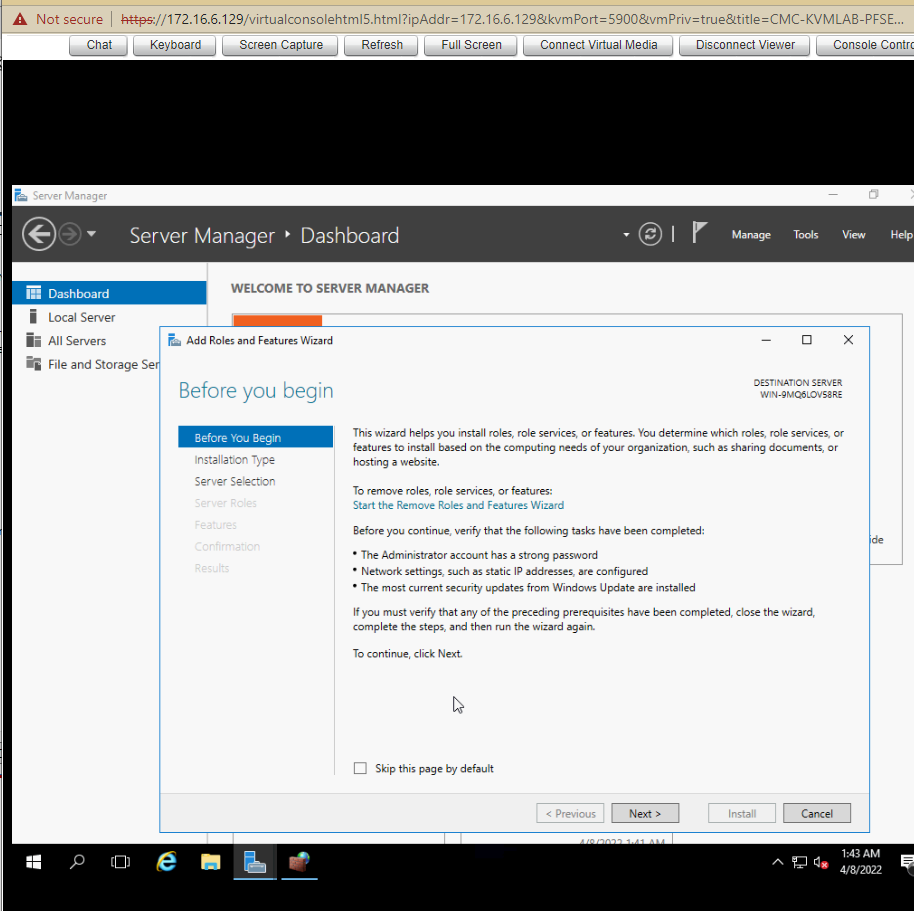 Not secure https://172.16.6.129/virtualconsolehtml5.html?ipAddr=172.16.6.129&kvmPort=5900&vmPriv=true&title=CMC-KVMLAB-PFSE...
Chat Keyboard Screen Capture Refresh Full Screen Connect Virtual Media Disconnect Viewer Console Contro
Server Manager
Server Manager ‣ Dashboard
Manage Tools View Help
Dashboard
Local Server
All Servers
File and Storage Ser
WELCOME TO SERVER MANAGER
Add Roles and Features Wizard
Before you begin
DESTINATION SERVER
WIN-9MQ6LOVS8RE
Before You Begin
Installation Type
Server Selection
Server Roles
Features
Confirmation
Results
This wizard helps you install roles, role services, or features. You determine which roles, role services, or
features to install based on the computing needs of your organization, such as sharing documents, or
hosting a website.
To remove roles, role services, or features:
Start the Remove Roles and Features Wizard
Before you continue, verify that the following tasks have been completed:
• The Administrator account has a strong password
• Network settings, such as static IP addresses, are configured
• The most current security updates from Windows Update are installed
If you must verify that any of the preceding prerequisites have been completed, close the wizard,
complete the steps, and then run the wizard again.
To continue, click Next.
Skip this page by default
< Previous Next > Install Cancel
ide
4/8/2022 1:41 AM
1:43 AM
4/8/2022